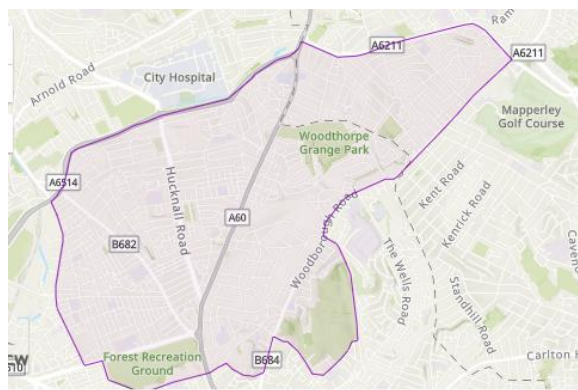 A6211
Ram
A6211
City Hospital
Arnold Road
Mapperley
Golf Course
Woodthorpe
Grange Park
A6514
Hucknall Road
Kent Road
Kenrick Road
A60
B682
Woodborough Road
The Wells Road
Caven
Standhill Road
Forest Recreation
Ground
B684
Carlton H